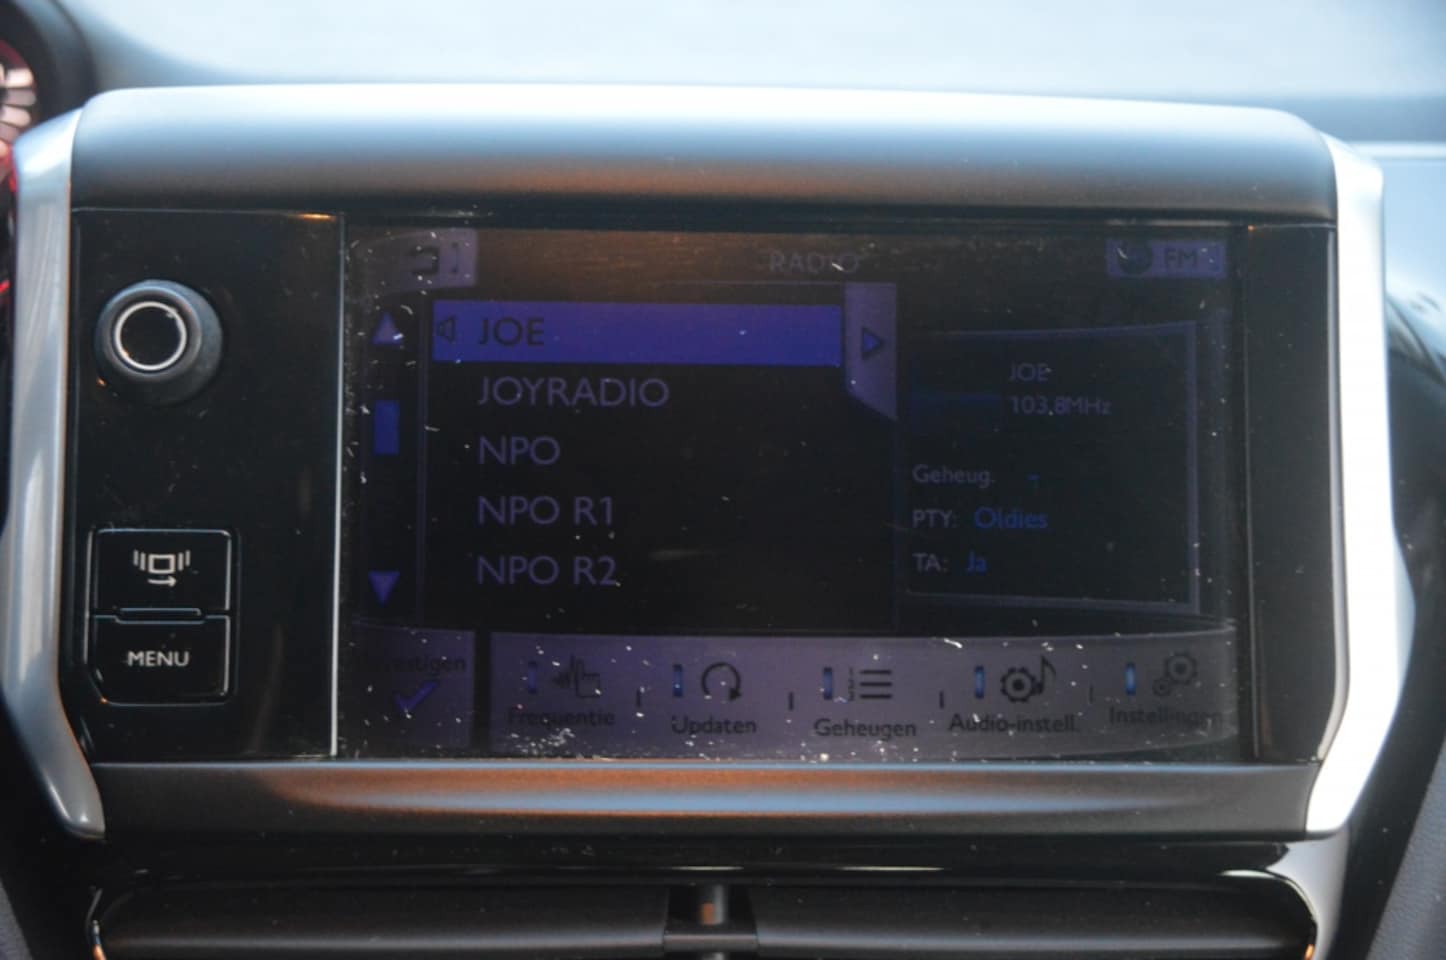 RADIO
FM
JOE
JOYRADIO
NPO
NPO R1
NPO R2
JOE
103.8MHz
Geheug. -
PTY: Oldies
TA: Ja
MENU
Frequentie
Updaten
Geheugen
Audio-instell.
Instellingen